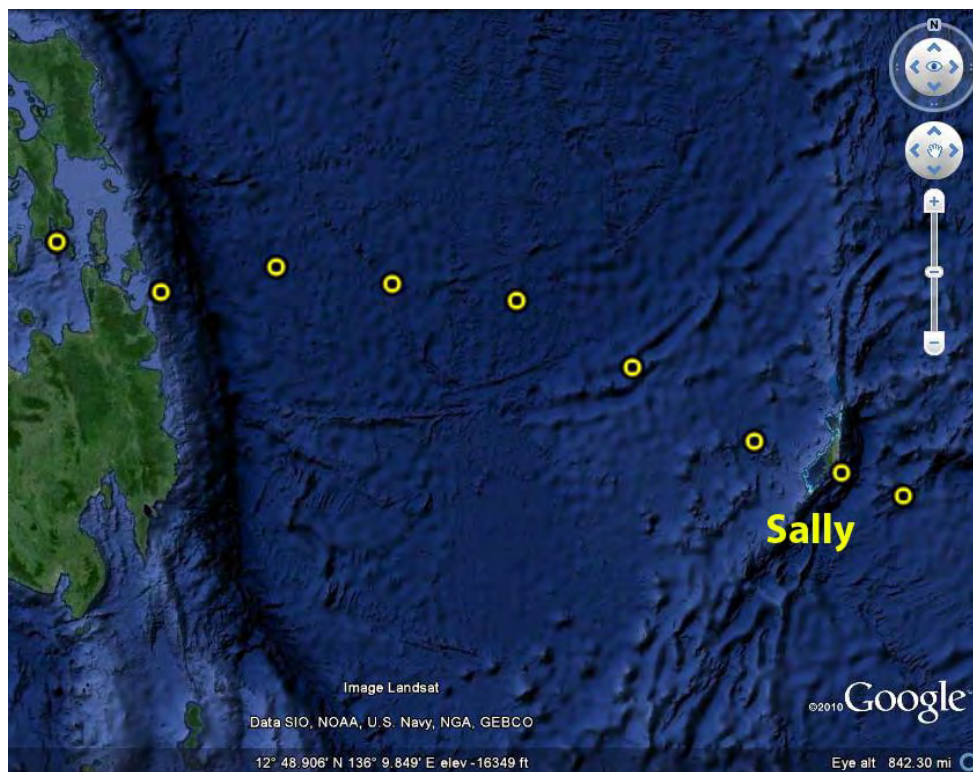 N
Sally
Image Landsat
©2010 Google
Data SIO, NOAA, U.S. Navy, NGA, GEBCO
12° 48.906' N 136° 9.849' E elev -16349 ft
Eye alt 842.30 mi